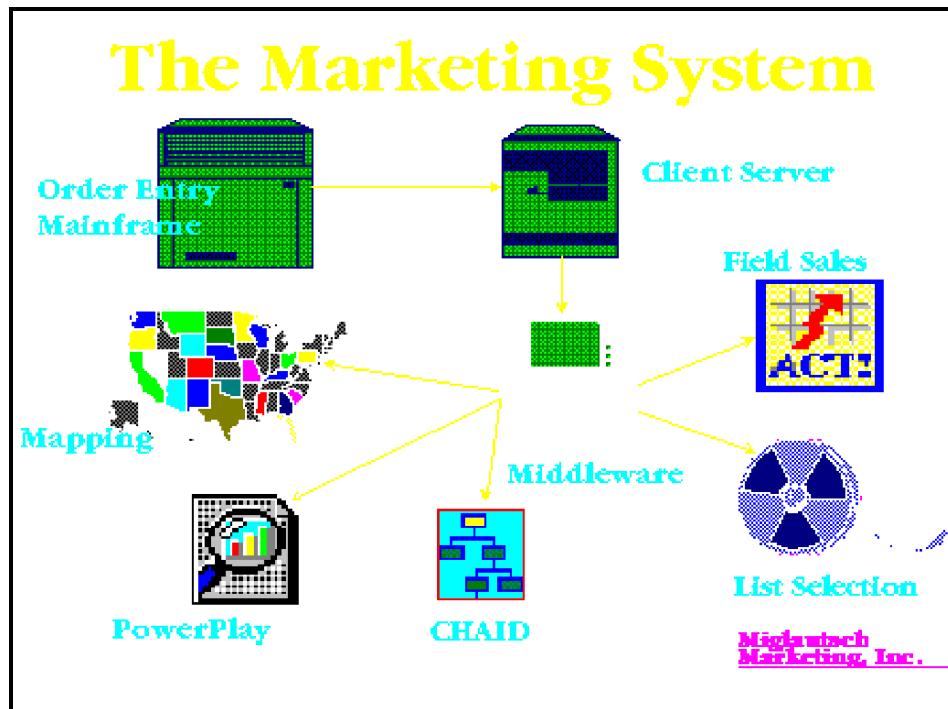 The Marketing System
Order Entry
Mainframe
Client Server
Field Sales
ACT!
Mapping
Middleware
PowerPlay
CHAID
List Selection
Miglautsch
Marketing, Inc.